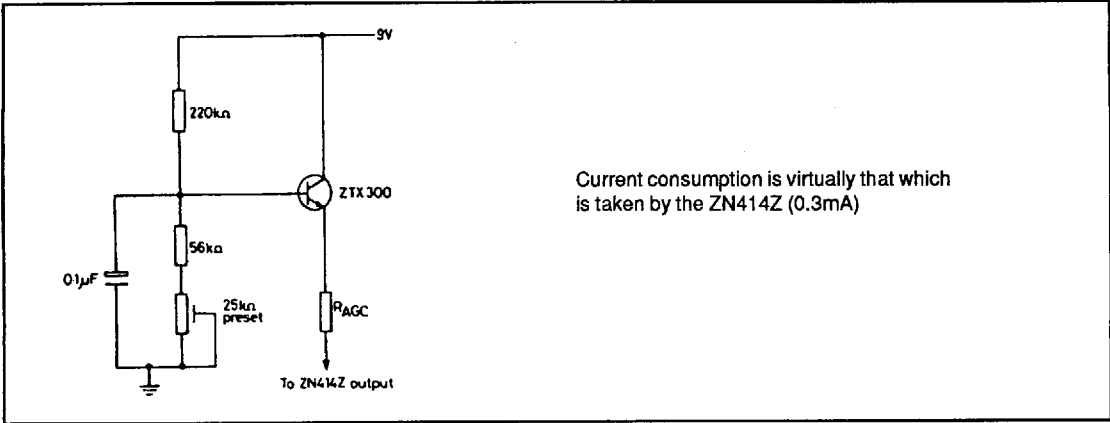 9V
220kΩ
ZTX300
56kΩ
0·1µF
25kΩ
preset
RAGC
To ZN414Z output
Current consumption is virtually that which
is taken by the ZN414Z (0.3mA)